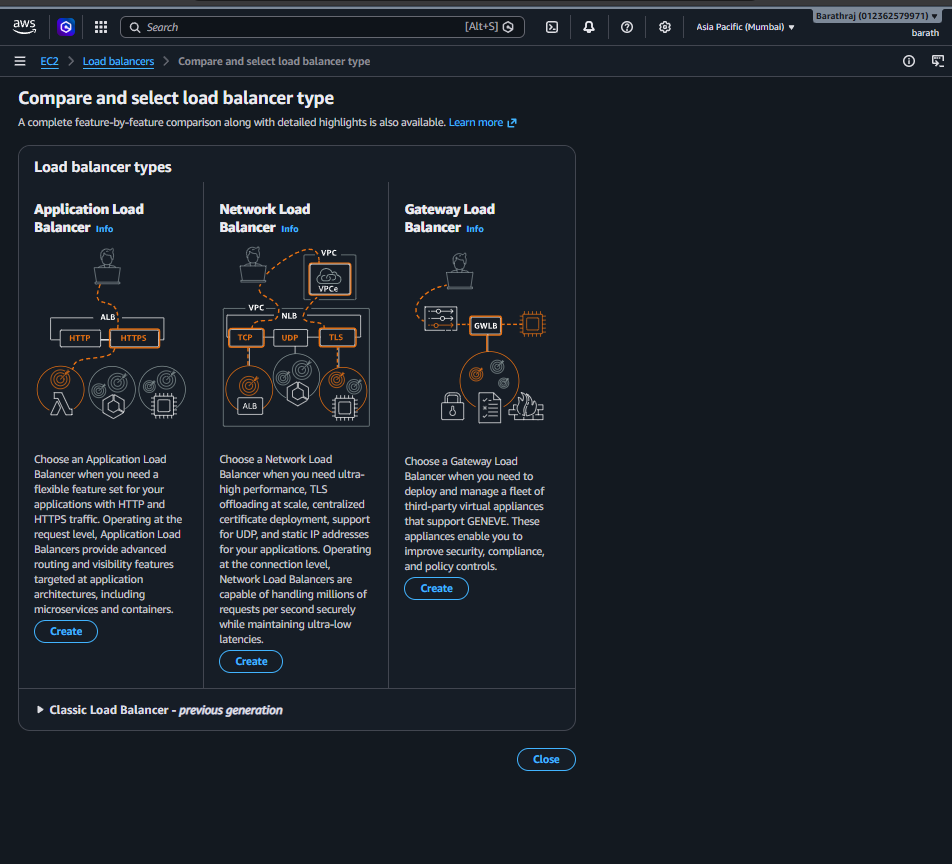 aws
Search
[Alt+S]
Asia Pacific (Mumbai)
Barathraj (012362579971)
barath
EC2
Load balancers
Compare and select load balancer type
Compare and select load balancer type
A complete feature-by-feature comparison along with detailed highlights is also available. Learn more
Load balancer types
Application Load
Balancer Info
ALB
HTTP
HTTPS
Choose an Application Load
Balancer when you need a
flexible feature set for your
applications with HTTP and
HTTPS traffic. Operating at the
request level, Application Load
Balancers provide advanced
routing and visibility features
targeted at application
architectures, including
microservices and containers.
Create
Network Load
Balancer Info
VPC
VPCe
VPC
NLB
TCP
UDP
TLS
ALB
Choose a Network Load
Balancer when you need ultra-
high performance, TLS
offloading at scale, centralized
certificate deployment, support
for UDP, and static IP addresses
for your applications. Operating
at the connection level,
Network Load Balancers are
capable of handling millions of
requests per second securely
while maintaining ultra-low
latencies.
Create
Gateway Load
Balancer Info
GWLB
Choose a Gateway Load
Balancer when you need to
deploy and manage a fleet of
third-party virtual appliances
that support GENEVE. These
appliances enable you to
improve security, compliance,
and policy controls.
Create
Classic Load Balancer - previous generation
Close